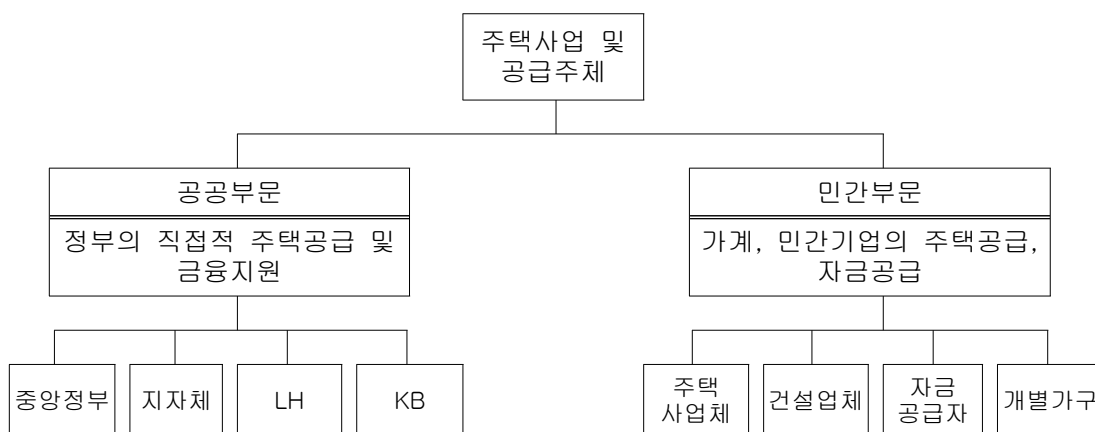 주택사업 및
공급주체
공공부문
정부의 직접적 주택공급 및
금융지원
민간부문
가계, 민간기업의 주택공급,
자금공급
중앙정부
지자체
LH
KB
주택
사업체
건설업체
자금
공급자
개별가구